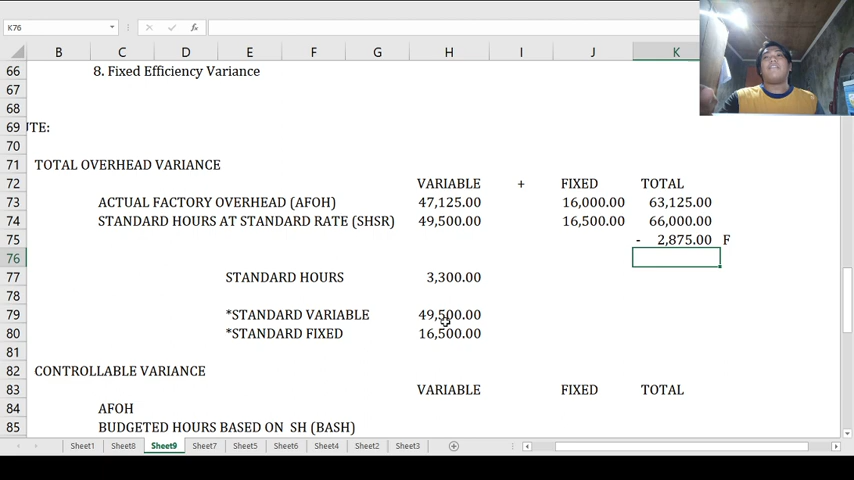 K76 fx
B C D E F G H I J K
66 8. Fixed Efficiency Variance
67
68
69 UTE:
70
71 TOTAL OVERHEAD VARIANCE
72 VARIABLE + FIXED TOTAL
73 ACTUAL FACTORY OVERHEAD (AFOH) 47,125.00 16,000.00 63,125.00
74 STANDARD HOURS AT STANDARD RATE (SHSR) 49,500.00 16,500.00 66,000.00
75 - 2,875.00 F
76
77 STANDARD HOURS 3,300.00
78
79 *STANDARD VARIABLE 49,500.00
80 *STANDARD FIXED 16,500.00
81
82 CONTROLLABLE VARIANCE
83 VARIABLE FIXED TOTAL
84 AFOH
85 BUDGETED HOURS BASED ON SH (BASH)
Sheet1 Sheet8 Sheet9 Sheet7 Sheet5 Sheet6 Sheet4 Sheet2 Sheet3